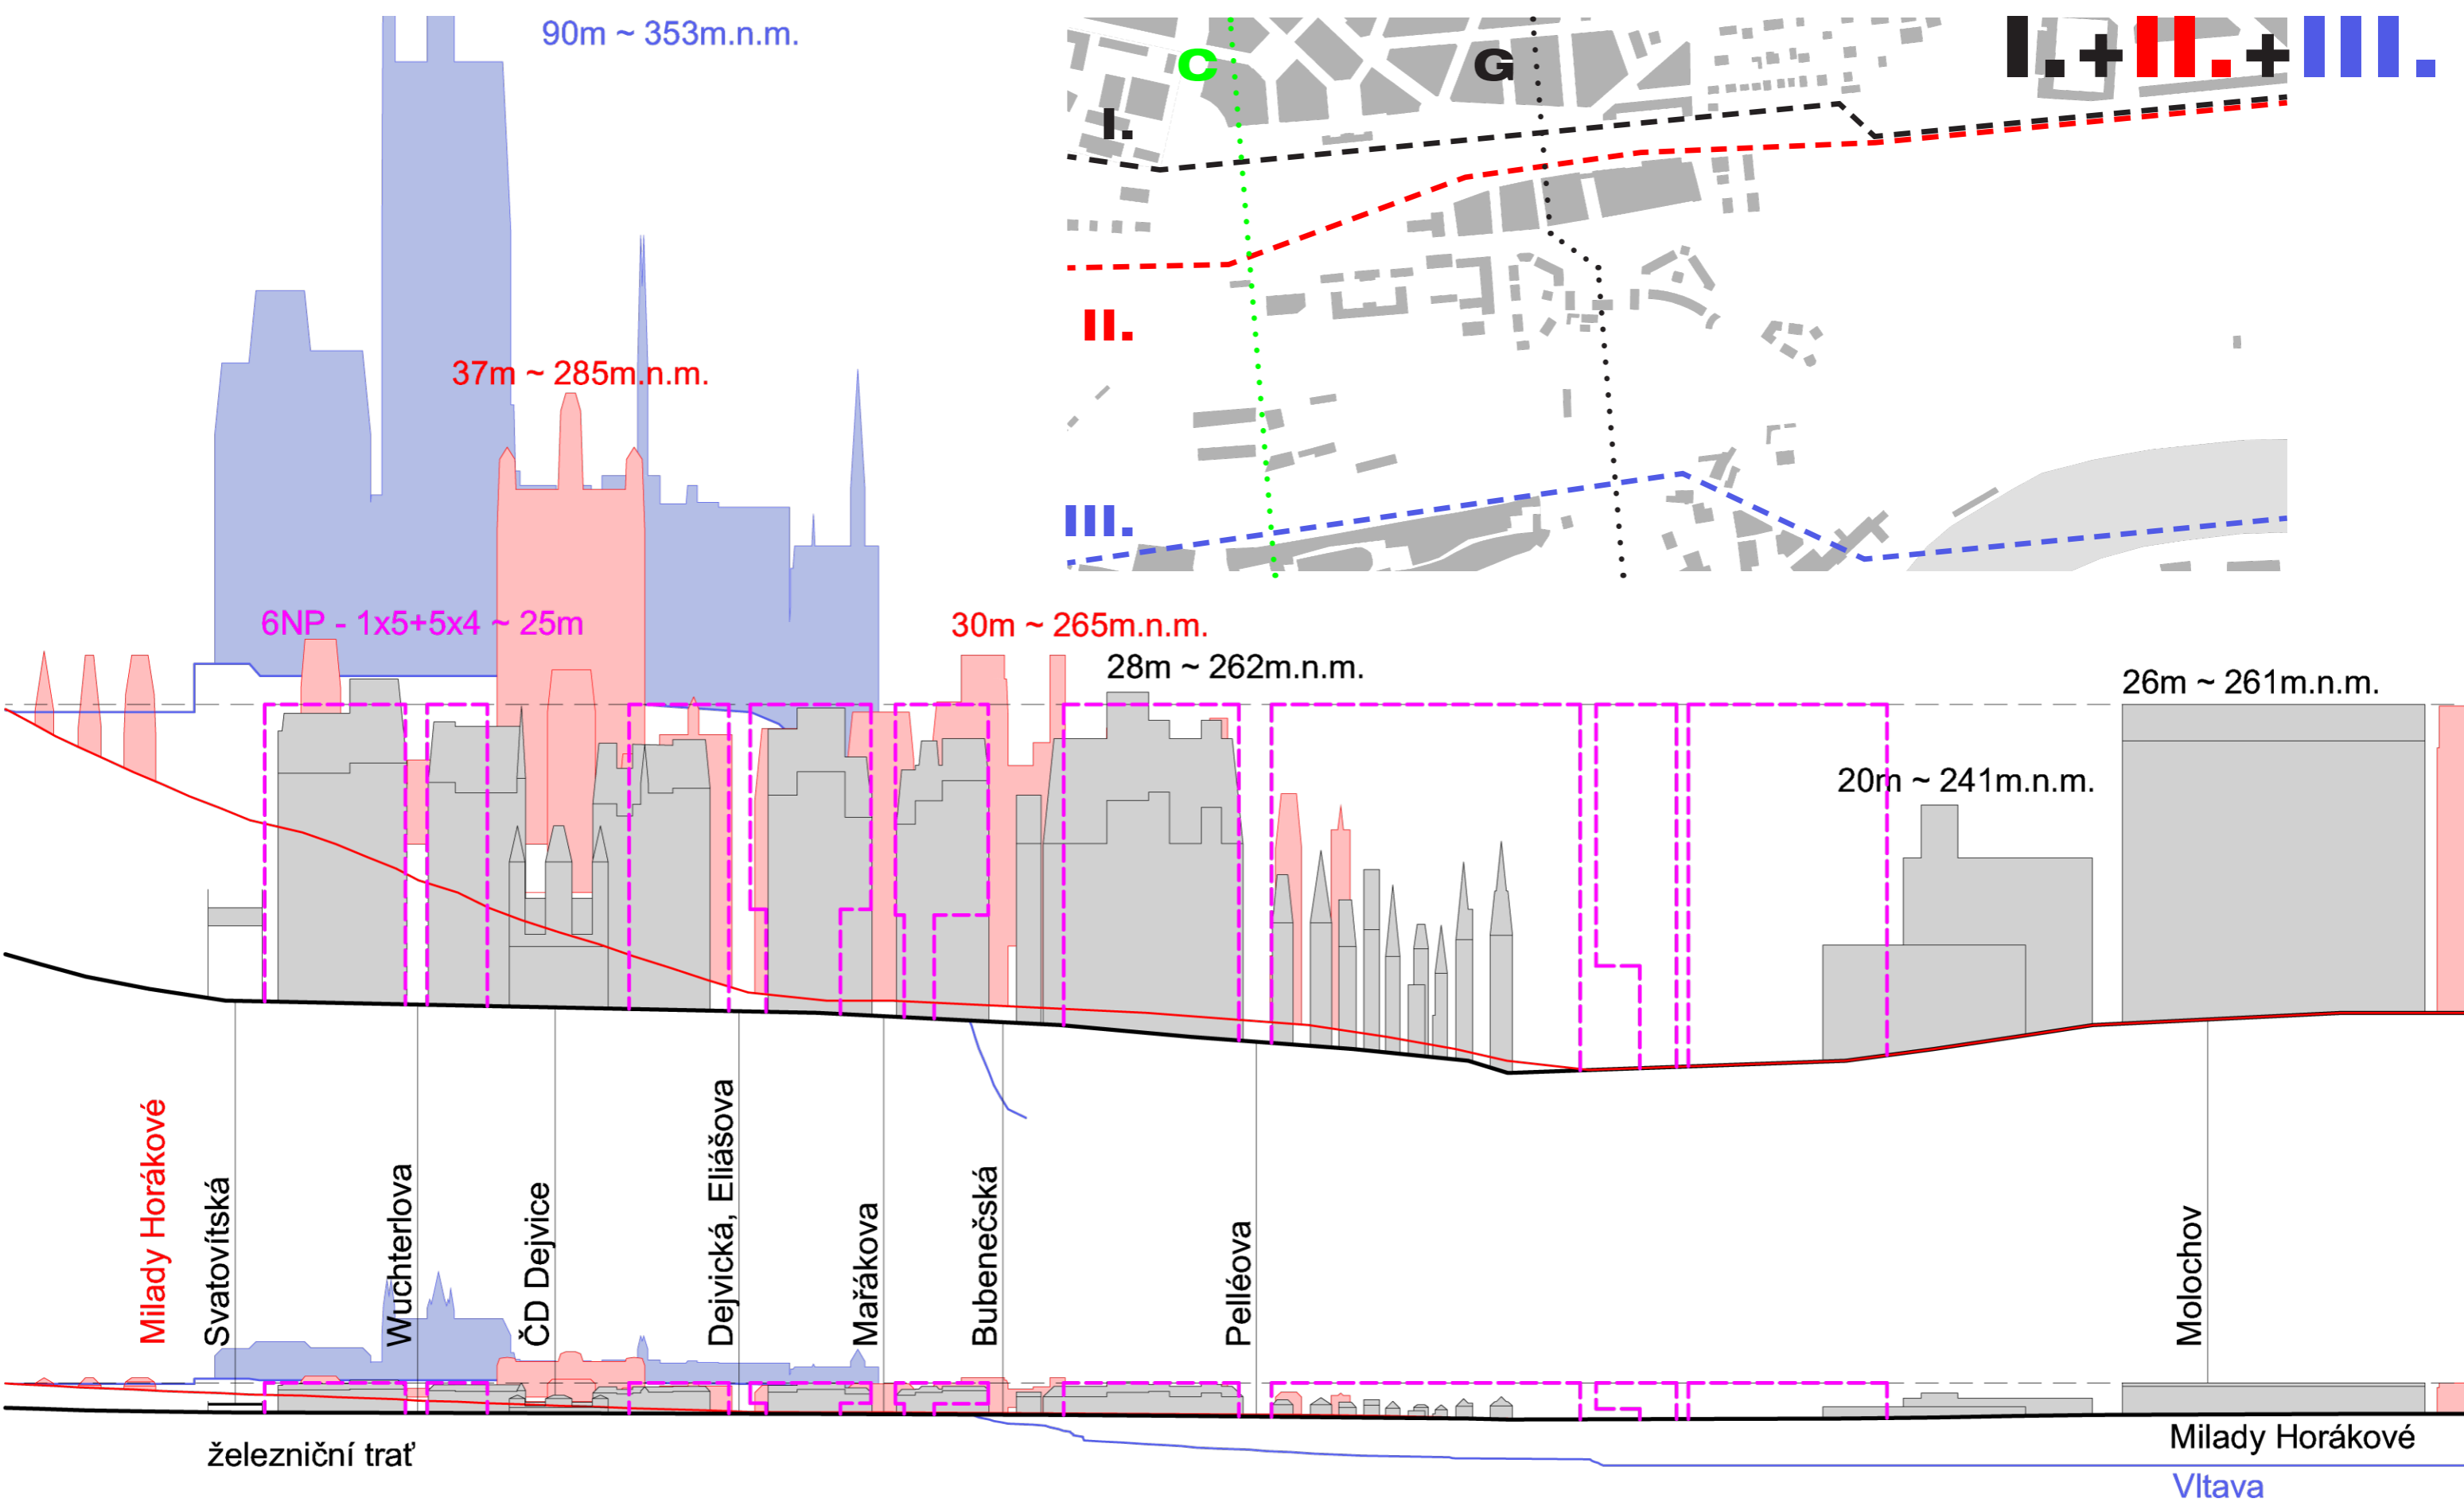 90m ~ 353m.n.m.
C
G
I.+II.+III.
I.
II.
III.
37m ~ 285m.n.m.
6NP - 1x5+5x4 ~ 25m
30m ~ 265m.n.m.
28m ~ 262m.n.m.
26m ~ 261m.n.m.
20m ~ 241m.n.m.
Milady Horákové
Svatovítská
Wuchterlova
ČD Dejvice
Dejvická, Eliášova
Mařákova
Bubenečská
Pelléova
Molochov
železniční trať
Milady Horákové
Vltava